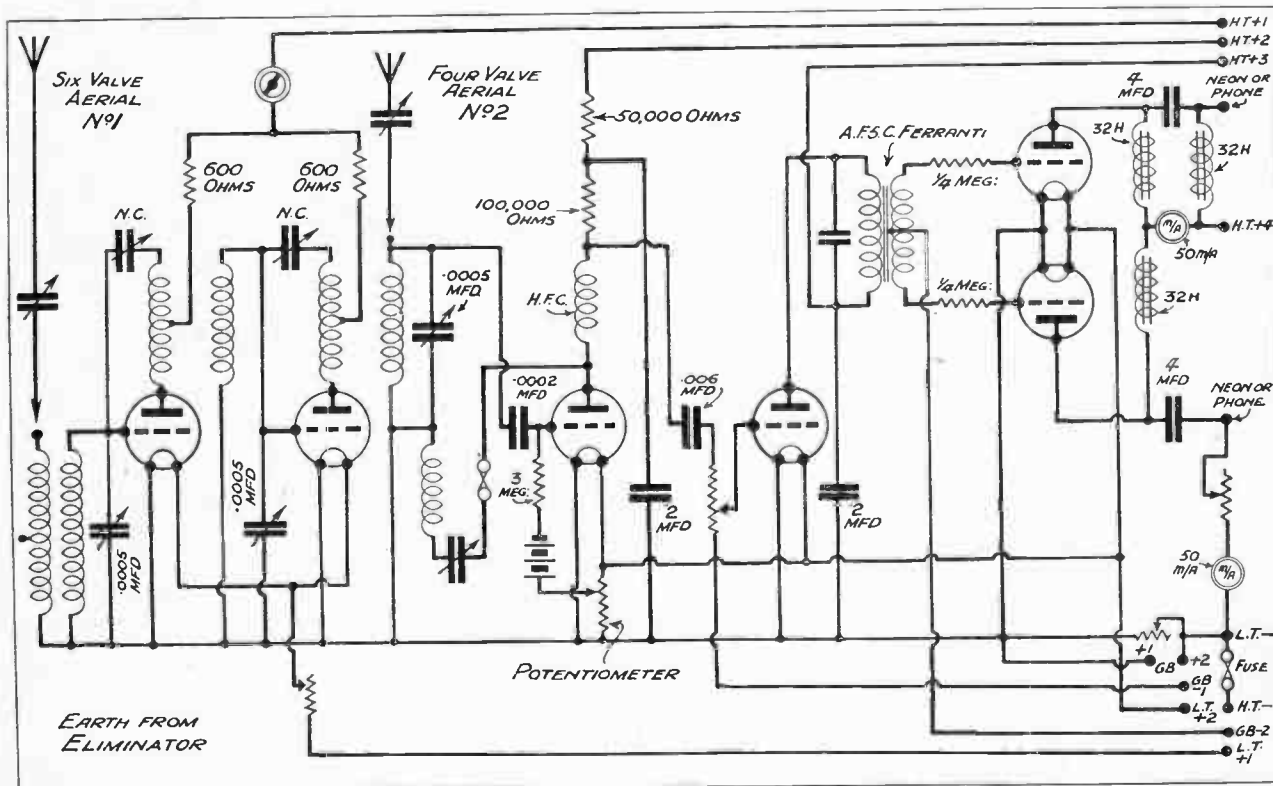 SIX VALVE
AERIAL
Nº1
FOUR VALVE
AERIAL
Nº2
HT+1
HT+2
HT+3
600
OHMS
600
OHMS
N.C.
N.C.
50,000 OHMS
100,000
OHMS
H.F.C.
.0005
MFD
.0002
MFD
.006
MFD
A.F.5.C. FERRANTI
¼ MEG:
¼ MEG:
4
MFD
NEON OR
PHONE
32H
32H
m/A
H.T.+4
50 m/A
32H
4
MFD
NEON OR
PHONE
.0005 MFD
.0005 MFD
3
MEG:
2
MFD
2
MFD
50
m/A
m/A
POTENTIOMETER
L.T.-
+1
GB
+2
FUSE
GB
-1
L.T.
+2
H.T.-
GB-2
L.T.
+1
EARTH FROM
ELIMINATOR